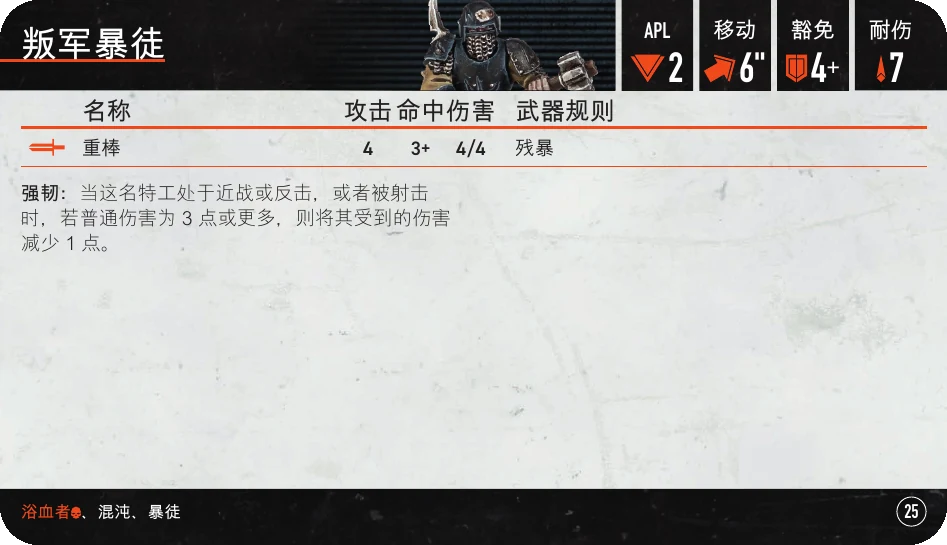 叛军暴徒
APL 移动 豁免 耐伤
2 6" 4+ 7
名称 攻击 命中 伤害 武器规则
重棒 4 3+ 4/4 残暴
强韧：当这名特工处于近战或反击，或者被射击
时，若普通伤害为 3 点或更多，则将其受到的伤害
减少 1 点。
浴血者、混沌、暴徒
25